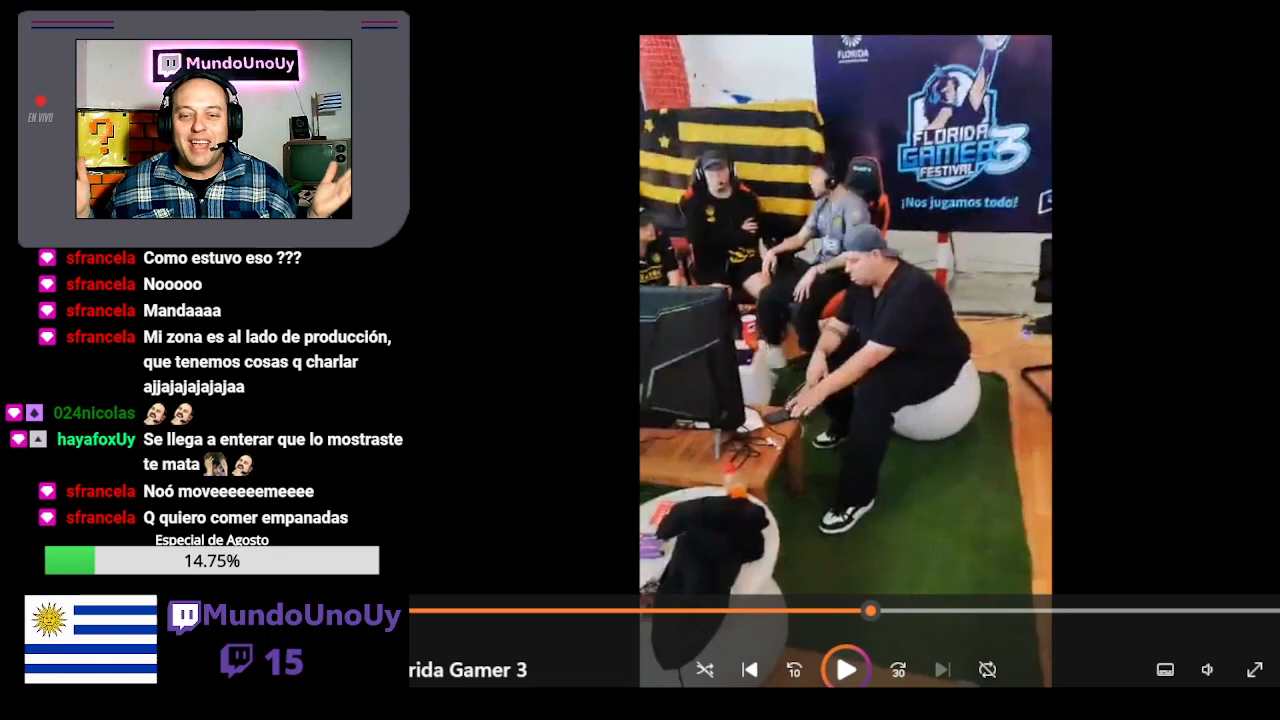 MundoUnoUy
EN VIVO
sfrancela Como estuvo eso ???
sfrancela Nooooo
sfrancela Mandaaaa
sfrancela Mi zona es al lado de producción,
que tenemos cosas q charlar
ajjajajajajaa
024nicolas
hayafoxUy Se llega a enterar que lo mostraste
te mata
sfrancela Noó moveeeeeemeeee
sfrancela Q quiero comer empanadas
Especial de Agosto
14.75%
MundoUnoUy
15
FLORIDA
FLORIDA
GAMER 3
FESTIVAL
¡Nos jugamos todo!
rida Gamer 3
10
30